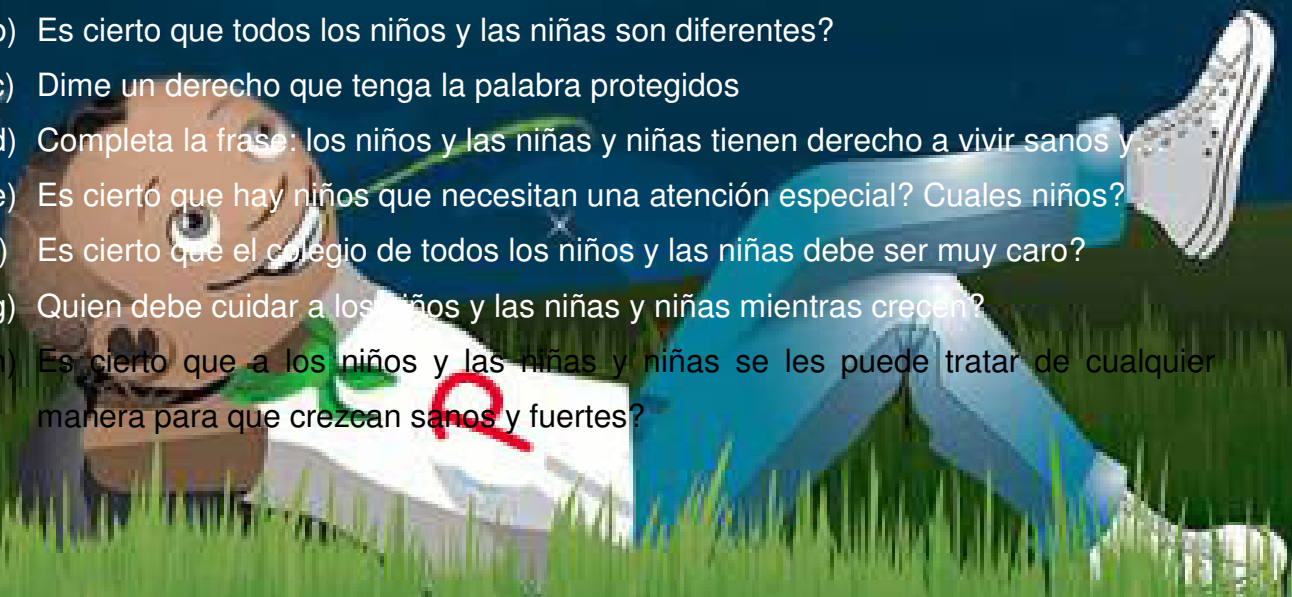 b) Es cierto que todos los niños y las niñas son diferentes?
c) Dime un derecho que tenga la palabra protegidos
d) Completa la frase: los niños y las niñas y niñas tienen derecho a vivir sanos y...
e) Es cierto que hay niños que necesitan una atención especial? Cuales niños?
) Es cierto que el colegio de todos los niños y las niñas debe ser muy caro?
g) Quien debe cuidar a los niños y las niñas y niñas mientras crecen?
h) Es cierto que a los niños y las niñas y niñas se les puede tratar de cualquier
manera para que crezcan sanos y fuertes?